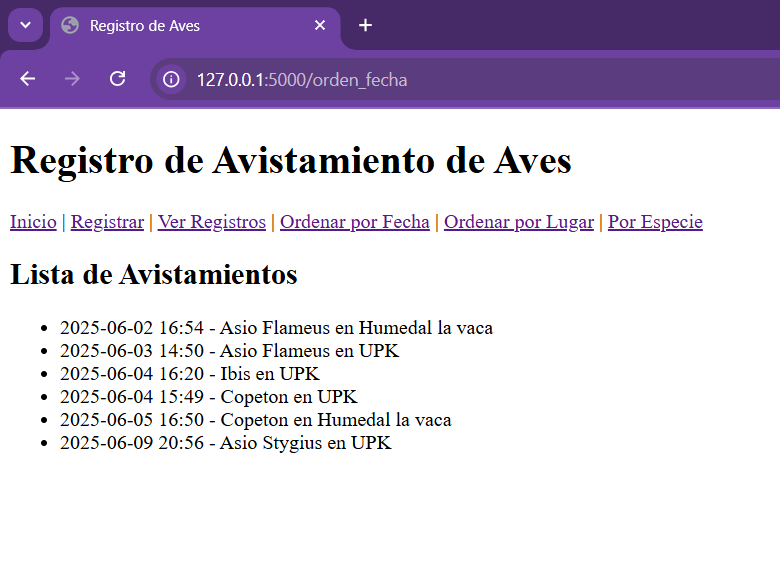 Registro de Aves
127.0.0.1:5000/orden_fecha
Registro de Avistamiento de Aves
Inicio | Registrar | Ver Registros | Ordenar por Fecha | Ordenar por Lugar | Por Especie
Lista de Avistamientos
• 2025-06-02 16:54 - Asio Flameus en Humedal la vaca
• 2025-06-03 14:50 - Asio Flameus en UPK
• 2025-06-04 16:20 - Ibis en UPK
• 2025-06-04 15:49 - Copeton en UPK
• 2025-06-05 16:50 - Copeton en Humedal la vaca
• 2025-06-09 20:56 - Asio Stygius en UPK